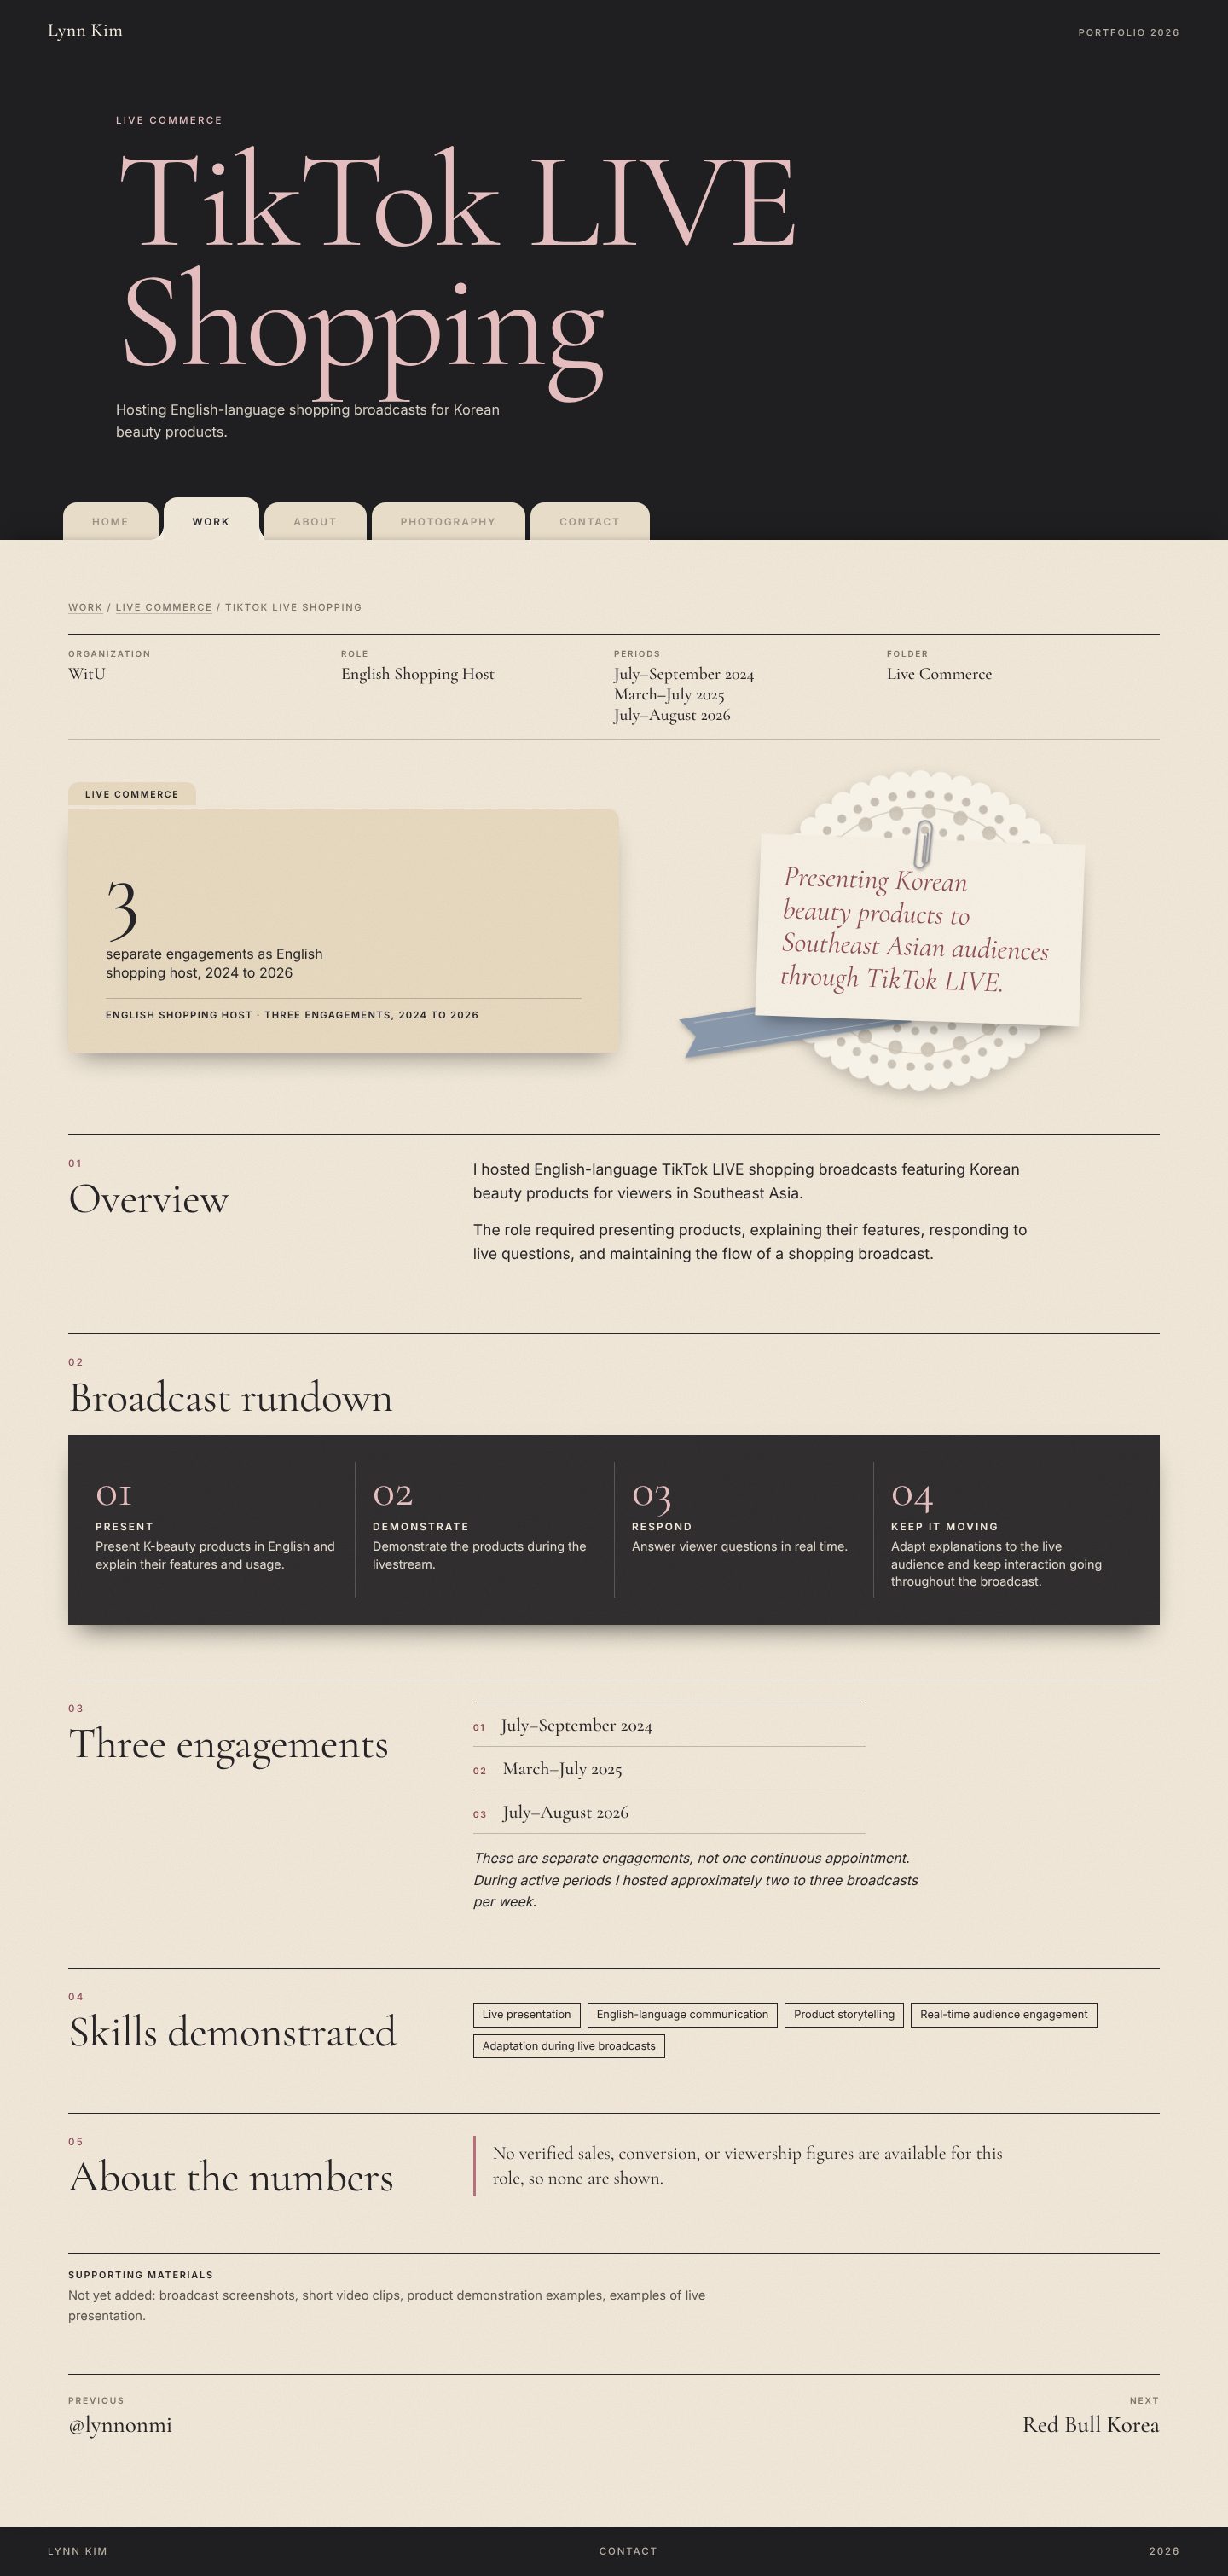 Lynn Kim
PORTFOLIO 2026
LIVE COMMERCE
TikTok LIVE
Shopping
Hosting English-language shopping broadcasts for Korean
beauty products.
HOME
WORK
ABOUT
PHOTOGRAPHY
CONTACT
WORK / LIVE COMMERCE / TIKTOK LIVE SHOPPING
ORGANIZATION
WitU
ROLE
English Shopping Host
PERIODS
July–September 2024
March–July 2025
July–August 2026
FOLDER
Live Commerce
LIVE COMMERCE
3
separate engagements as English
shopping host, 2024 to 2026
ENGLISH SHOPPING HOST · THREE ENGAGEMENTS, 2024 TO 2026
Presenting Korean
beauty products to
Southeast Asian audiences
through TikTok LIVE.
01
Overview
I hosted English-language TikTok LIVE shopping broadcasts featuring Korean
beauty products for viewers in Southeast Asia.
The role required presenting products, explaining their features, responding to
live questions, and maintaining the flow of a shopping broadcast.
02
Broadcast rundown
01
PRESENT
Present K-beauty products in English and
explain their features and usage.
02
DEMONSTRATE
Demonstrate the products during the
livestream.
03
RESPOND
Answer viewer questions in real time.
04
KEEP IT MOVING
Adapt explanations to the live
audience and keep interaction going
throughout the broadcast.
03
Three engagements
01 July–September 2024
02 March–July 2025
03 July–August 2026
These are separate engagements, not one continuous appointment.
During active periods I hosted approximately two to three broadcasts
per week.
04
Skills demonstrated
Live presentation
English-language communication
Product storytelling
Real-time audience engagement
Adaptation during live broadcasts
05
About the numbers
No verified sales, conversion, or viewership figures are available for this
role, so none are shown.
SUPPORTING MATERIALS
Not yet added: broadcast screenshots, short video clips, product demonstration examples, examples of live
presentation.
PREVIOUS
@lynnonmi
NEXT
Red Bull Korea
LYNN KIM
CONTACT
2026